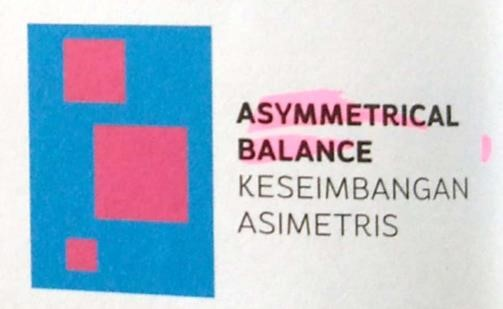 ASYMMETRICAL
BALANCE
KESEIMBANGAN
ASIMETRIS